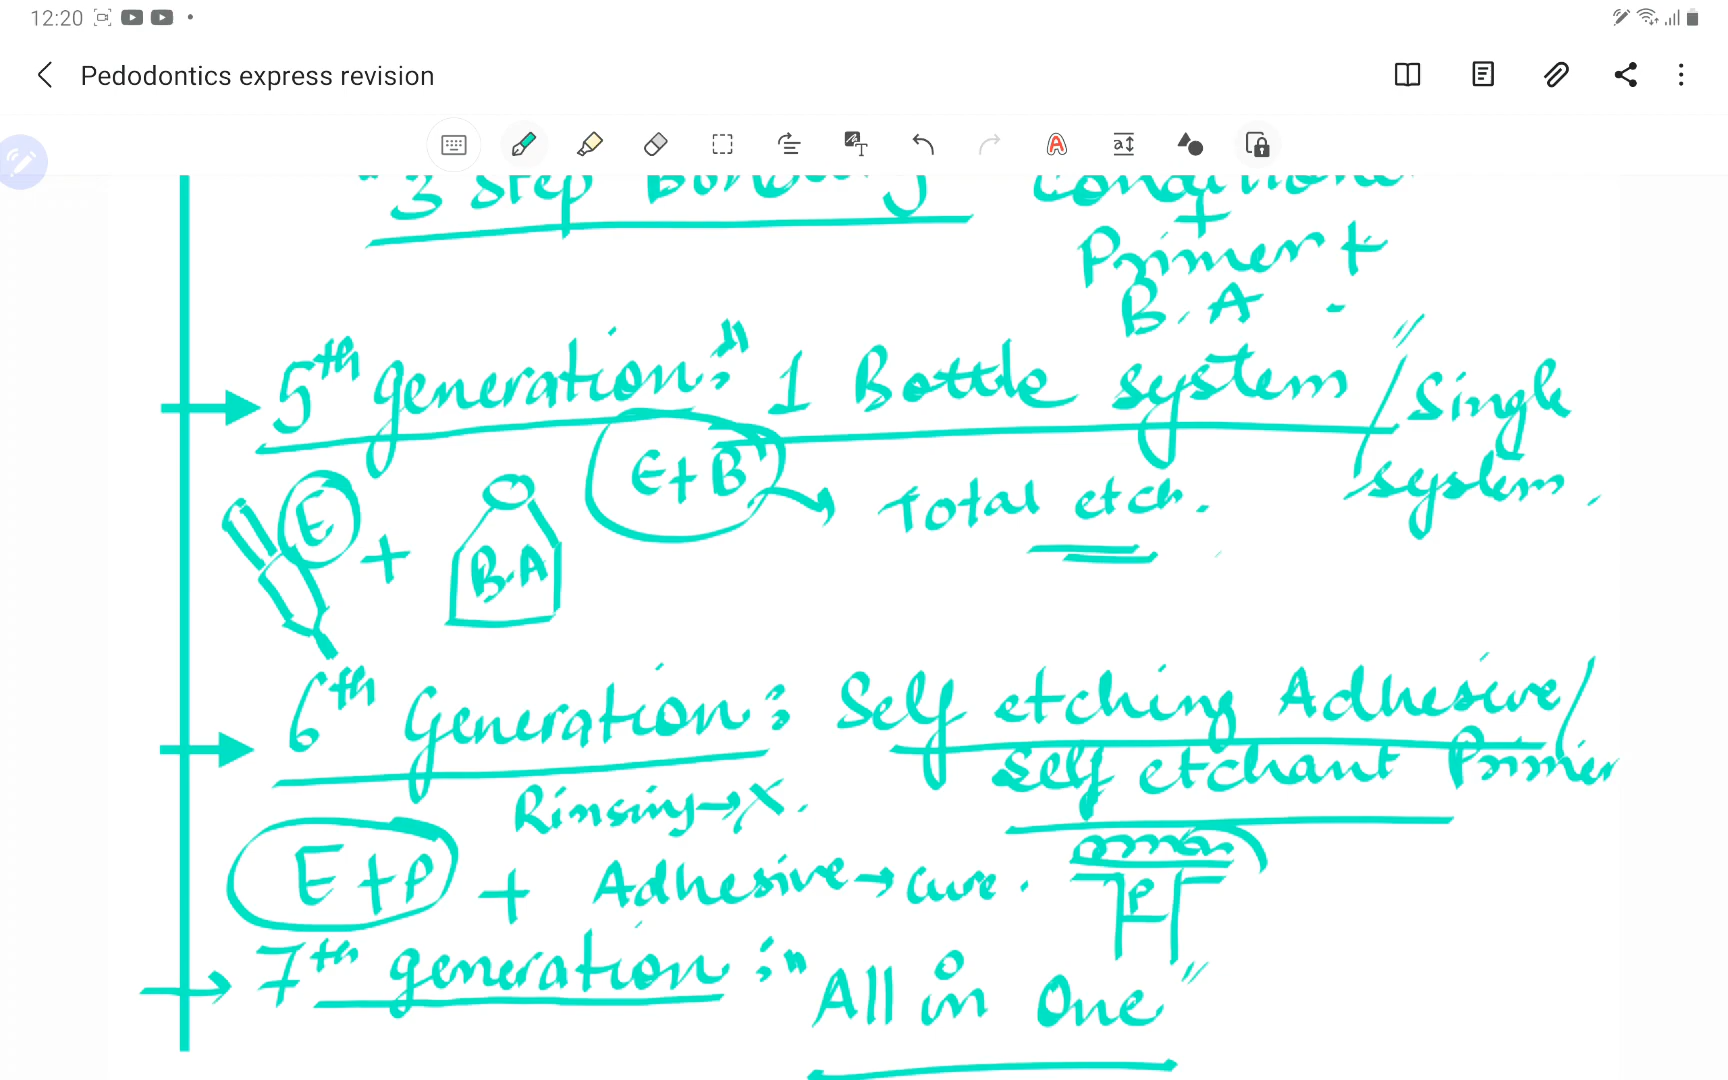 12:20
Pedodontics express revision
"3 step Bonding Conditioner
+
Primer +
B.A.
5th generation: "1 Bottle system / Single system."
E + B.A
E+B → Total etch.
6th Generation: Self etching Adhesive /
Self etchant Primer
Rinsing → X.
E+P + Adhesive → cure.
P
7th generation: "All in One"